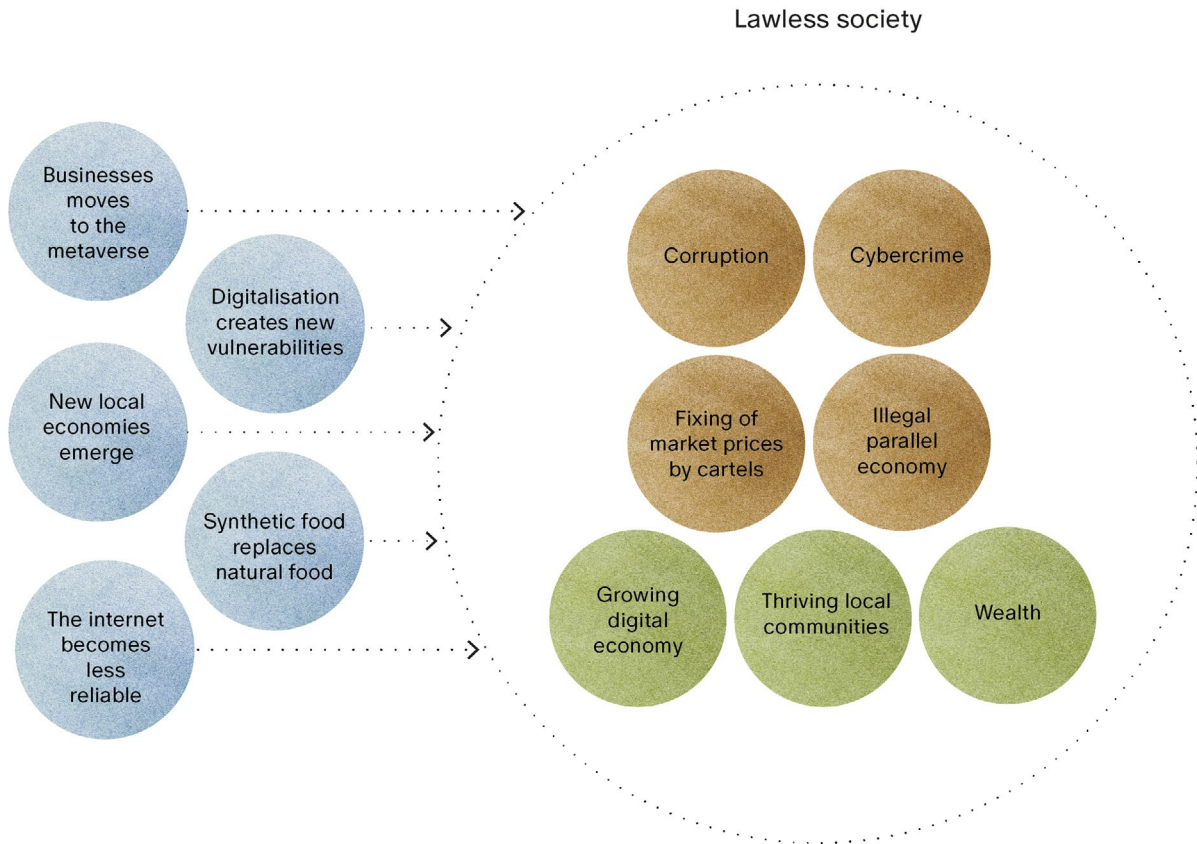 Lawless society
Businesses
moves
to the
metaverse
Digitalisation
creates new
vulnerabilities
New local
economies
emerge
Synthetic food
replaces
natural food
The internet
becomes
less
reliable
Corruption
Cybercrime
Fixing of
market prices
by cartels
Illegal
parallel
economy
Growing
digital
economy
Thriving local
communities
Wealth